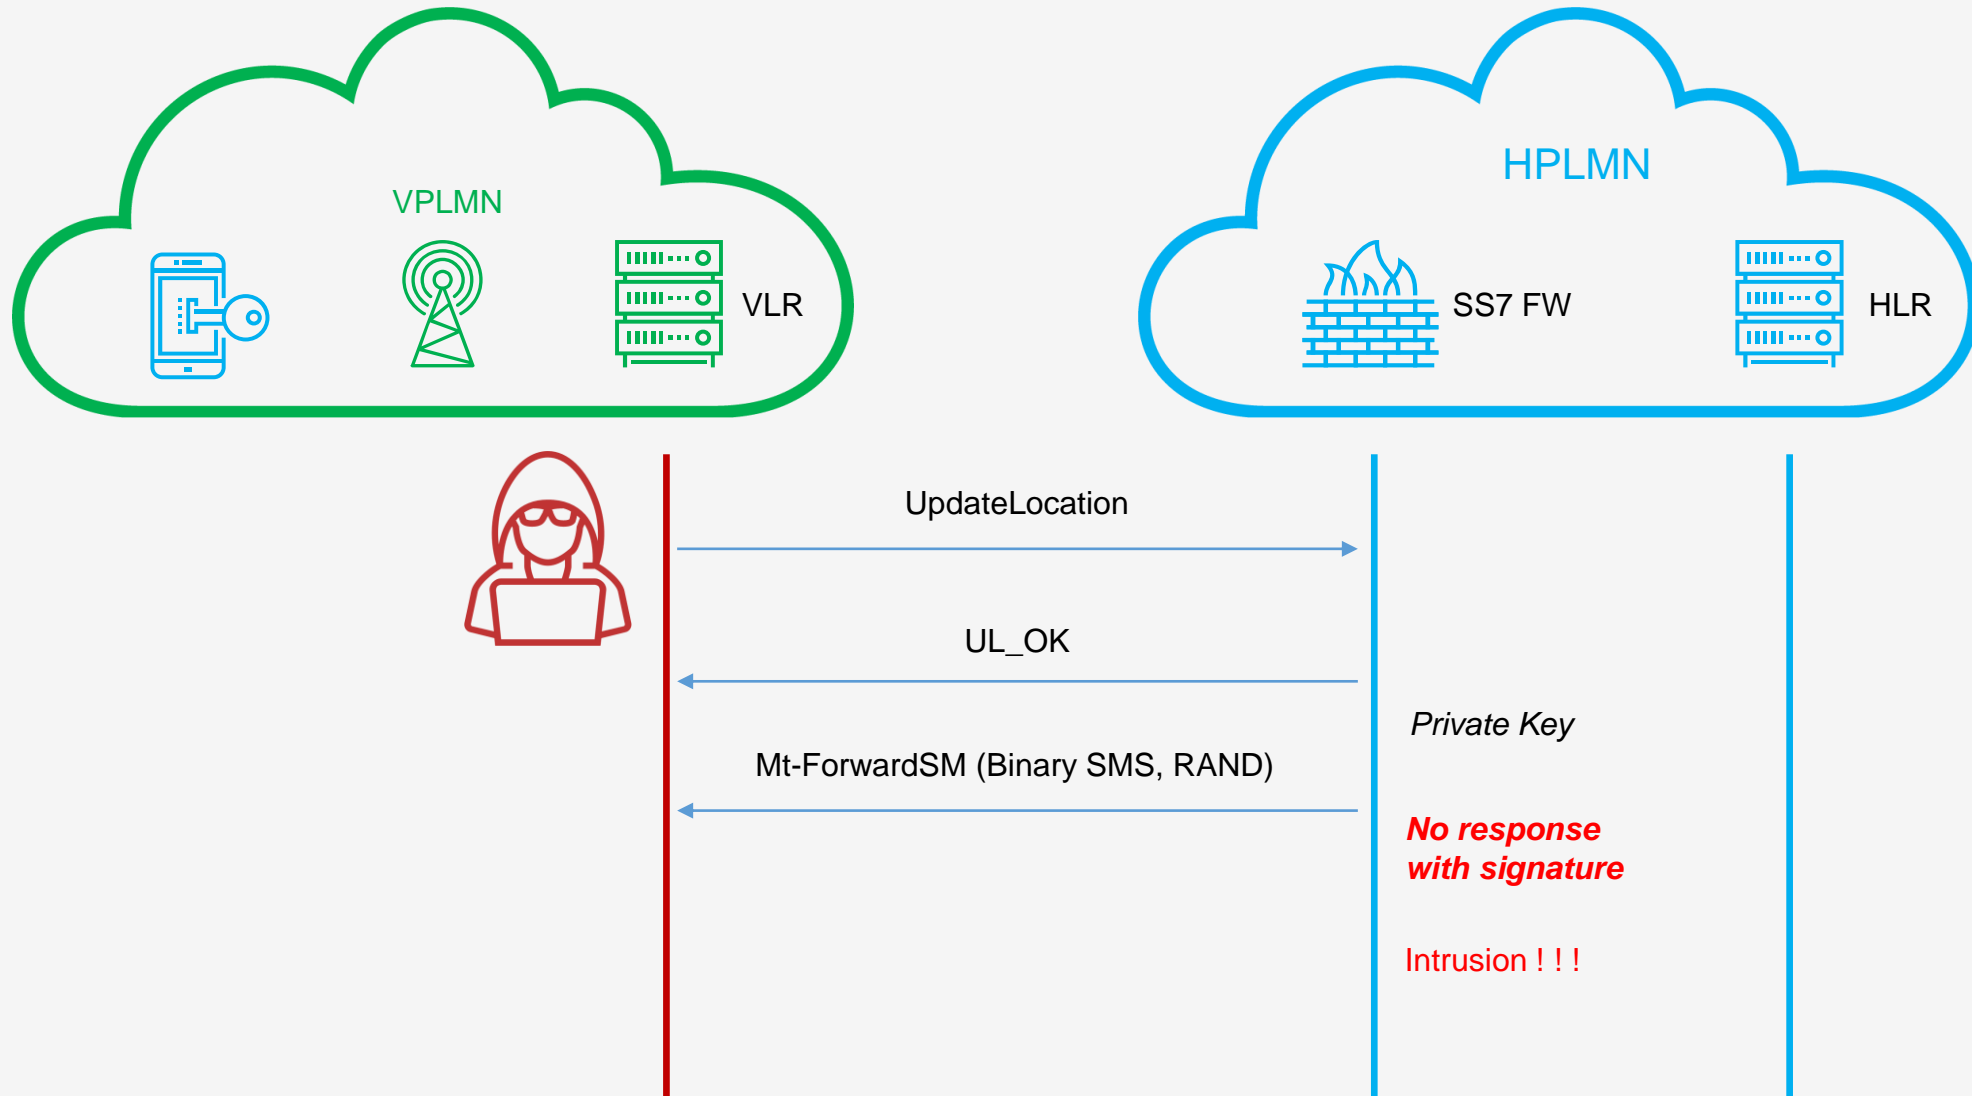 HPLMN
VPLMN
VLR
SS7 FW
HLR
UpdateLocation
UL_OK
Private Key
Mt-ForwardSM (Binary SMS, RAND)
No response
with signature
Intrusion ! ! !